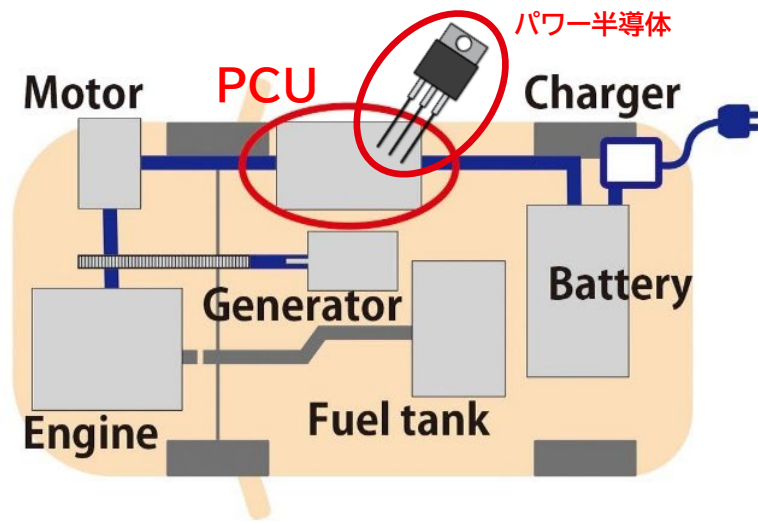 パワー半導体
PCU
Motor
Charger
Generator
Battery
Engine
Fuel tank